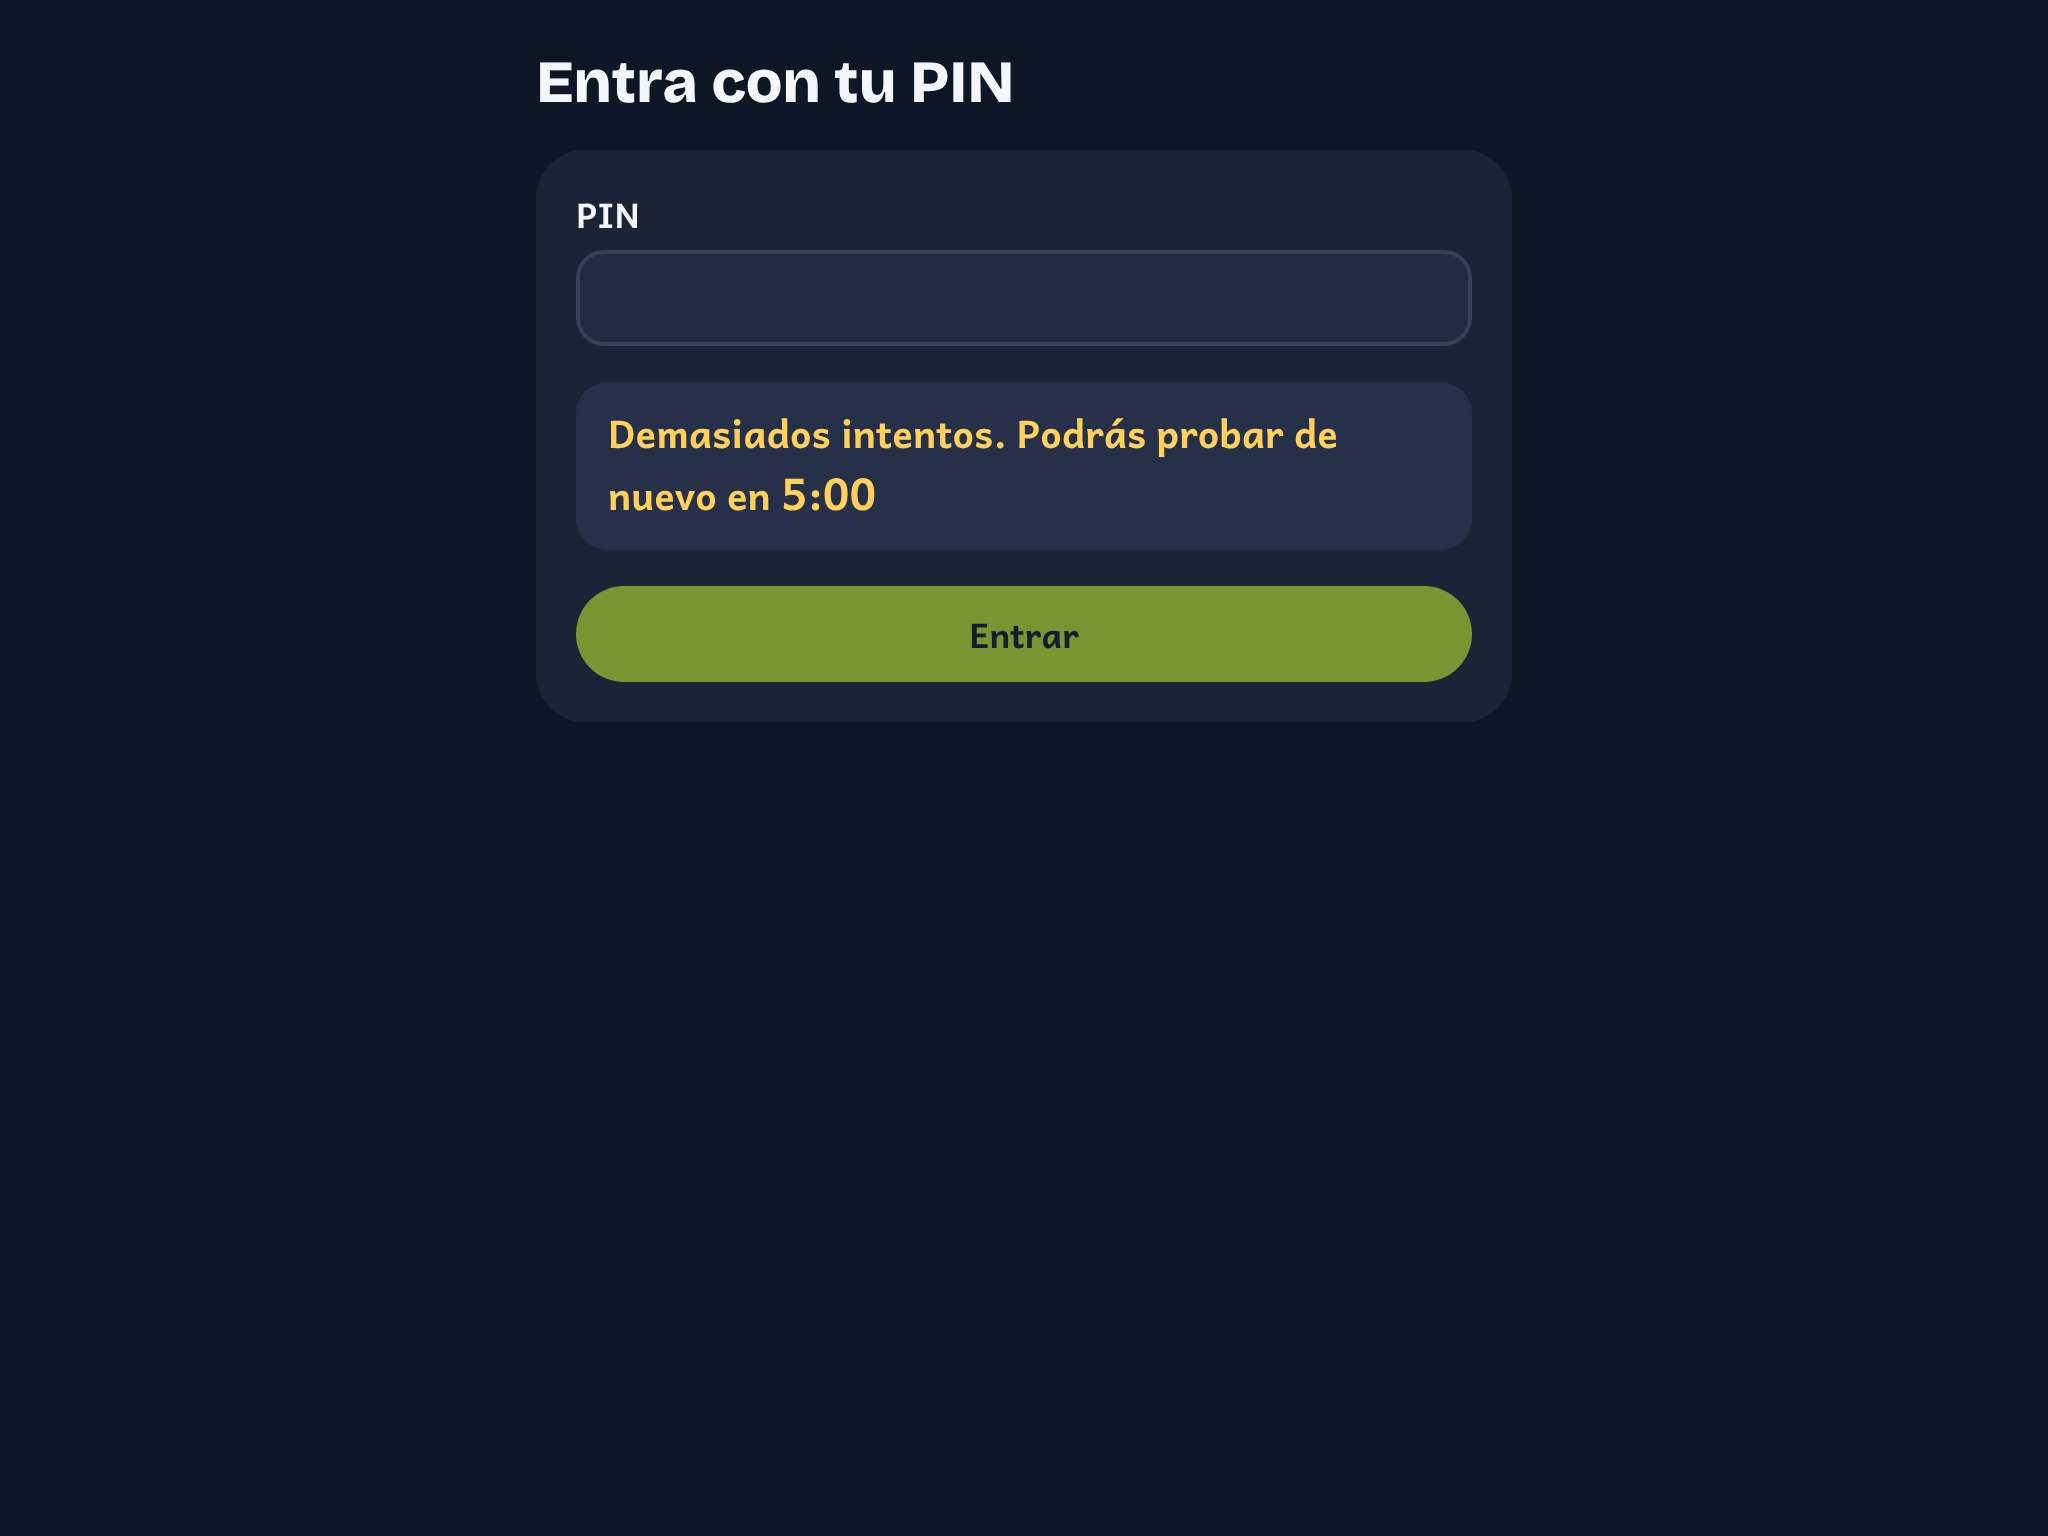 Entra con tu PIN
PIN
Demasiados intentos. Podrás probar de
nuevo en 5:00
Entrar